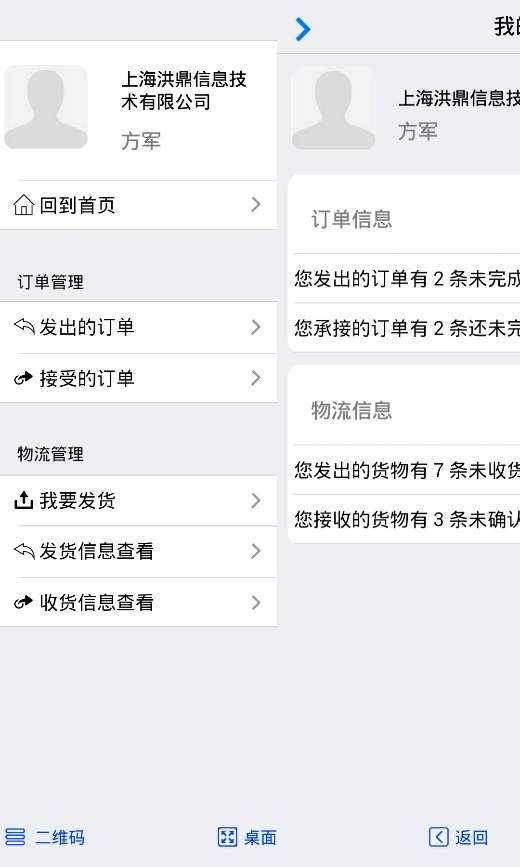 上海洪鼎信息技
术有限公司
方军
回到首页
订单管理
发出的订单
接受的订单
物流管理
我要发货
发货信息查看
收货信息查看
我的
上海洪鼎信息技
方军
订单信息
您发出的订单有 2 条未完成
您承接的订单有 2 条还未完
物流信息
您发出的货物有 7 条未收货
您接收的货物有 3 条未确认
二维码
桌面
返回